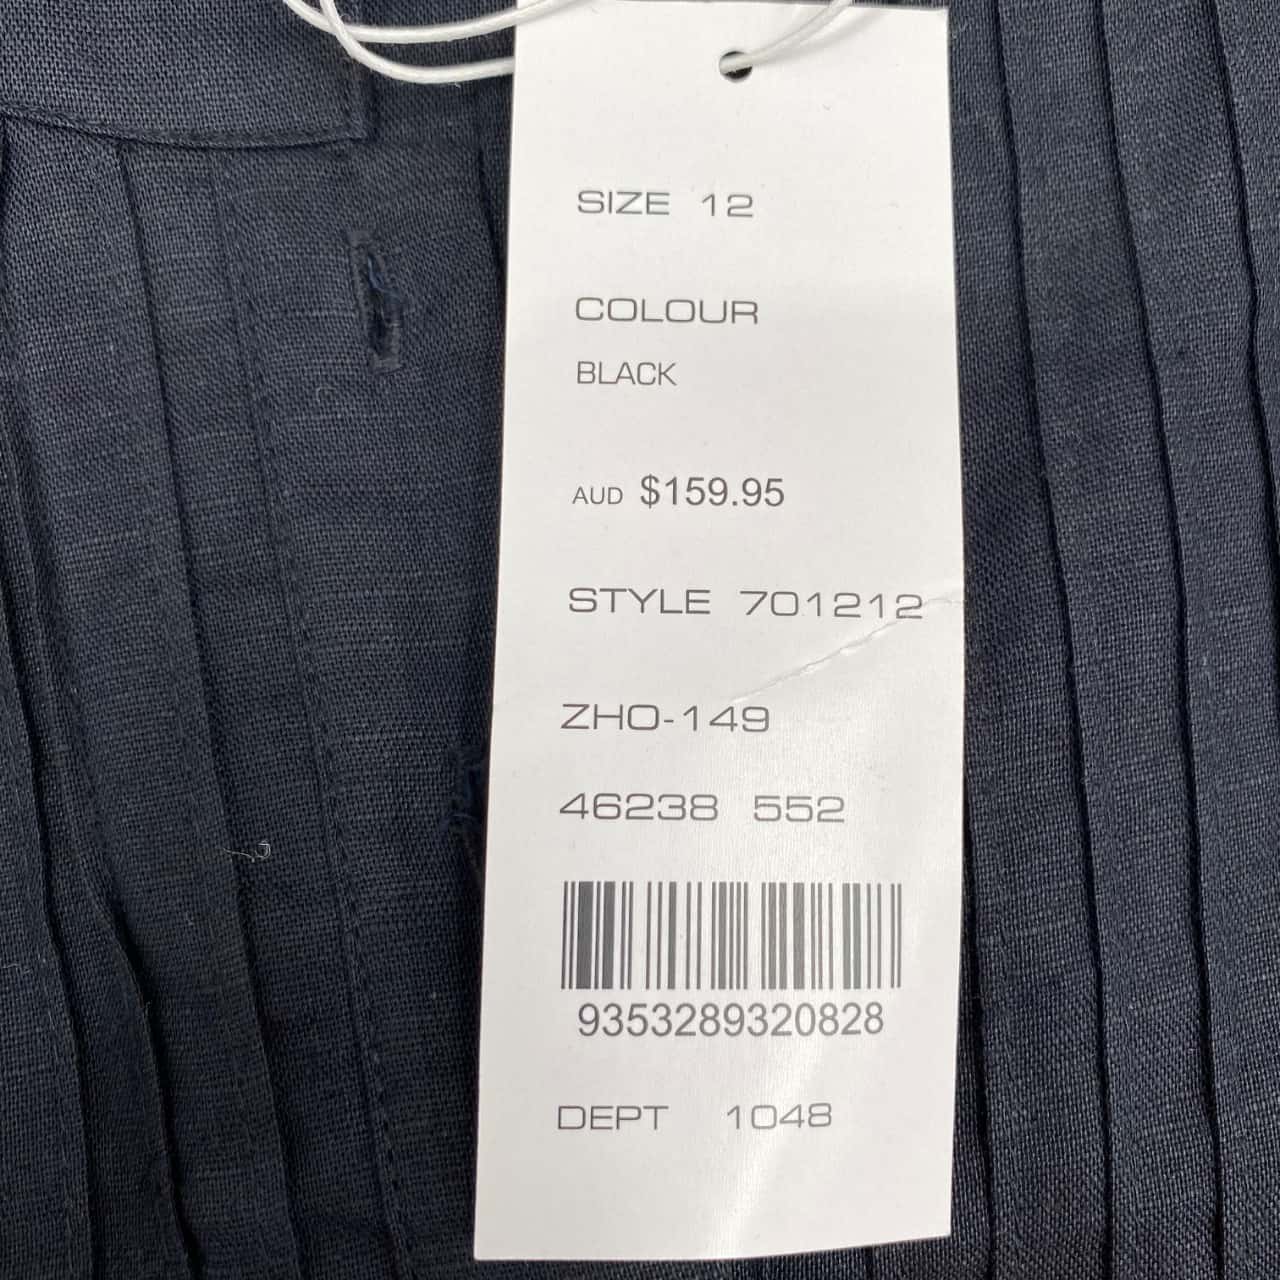 SIZE 12
COLOUR
BLACK
AUD $159.95
STYLE 701212
ZHO-149
46238 552
9353289320828
DEPT 1048